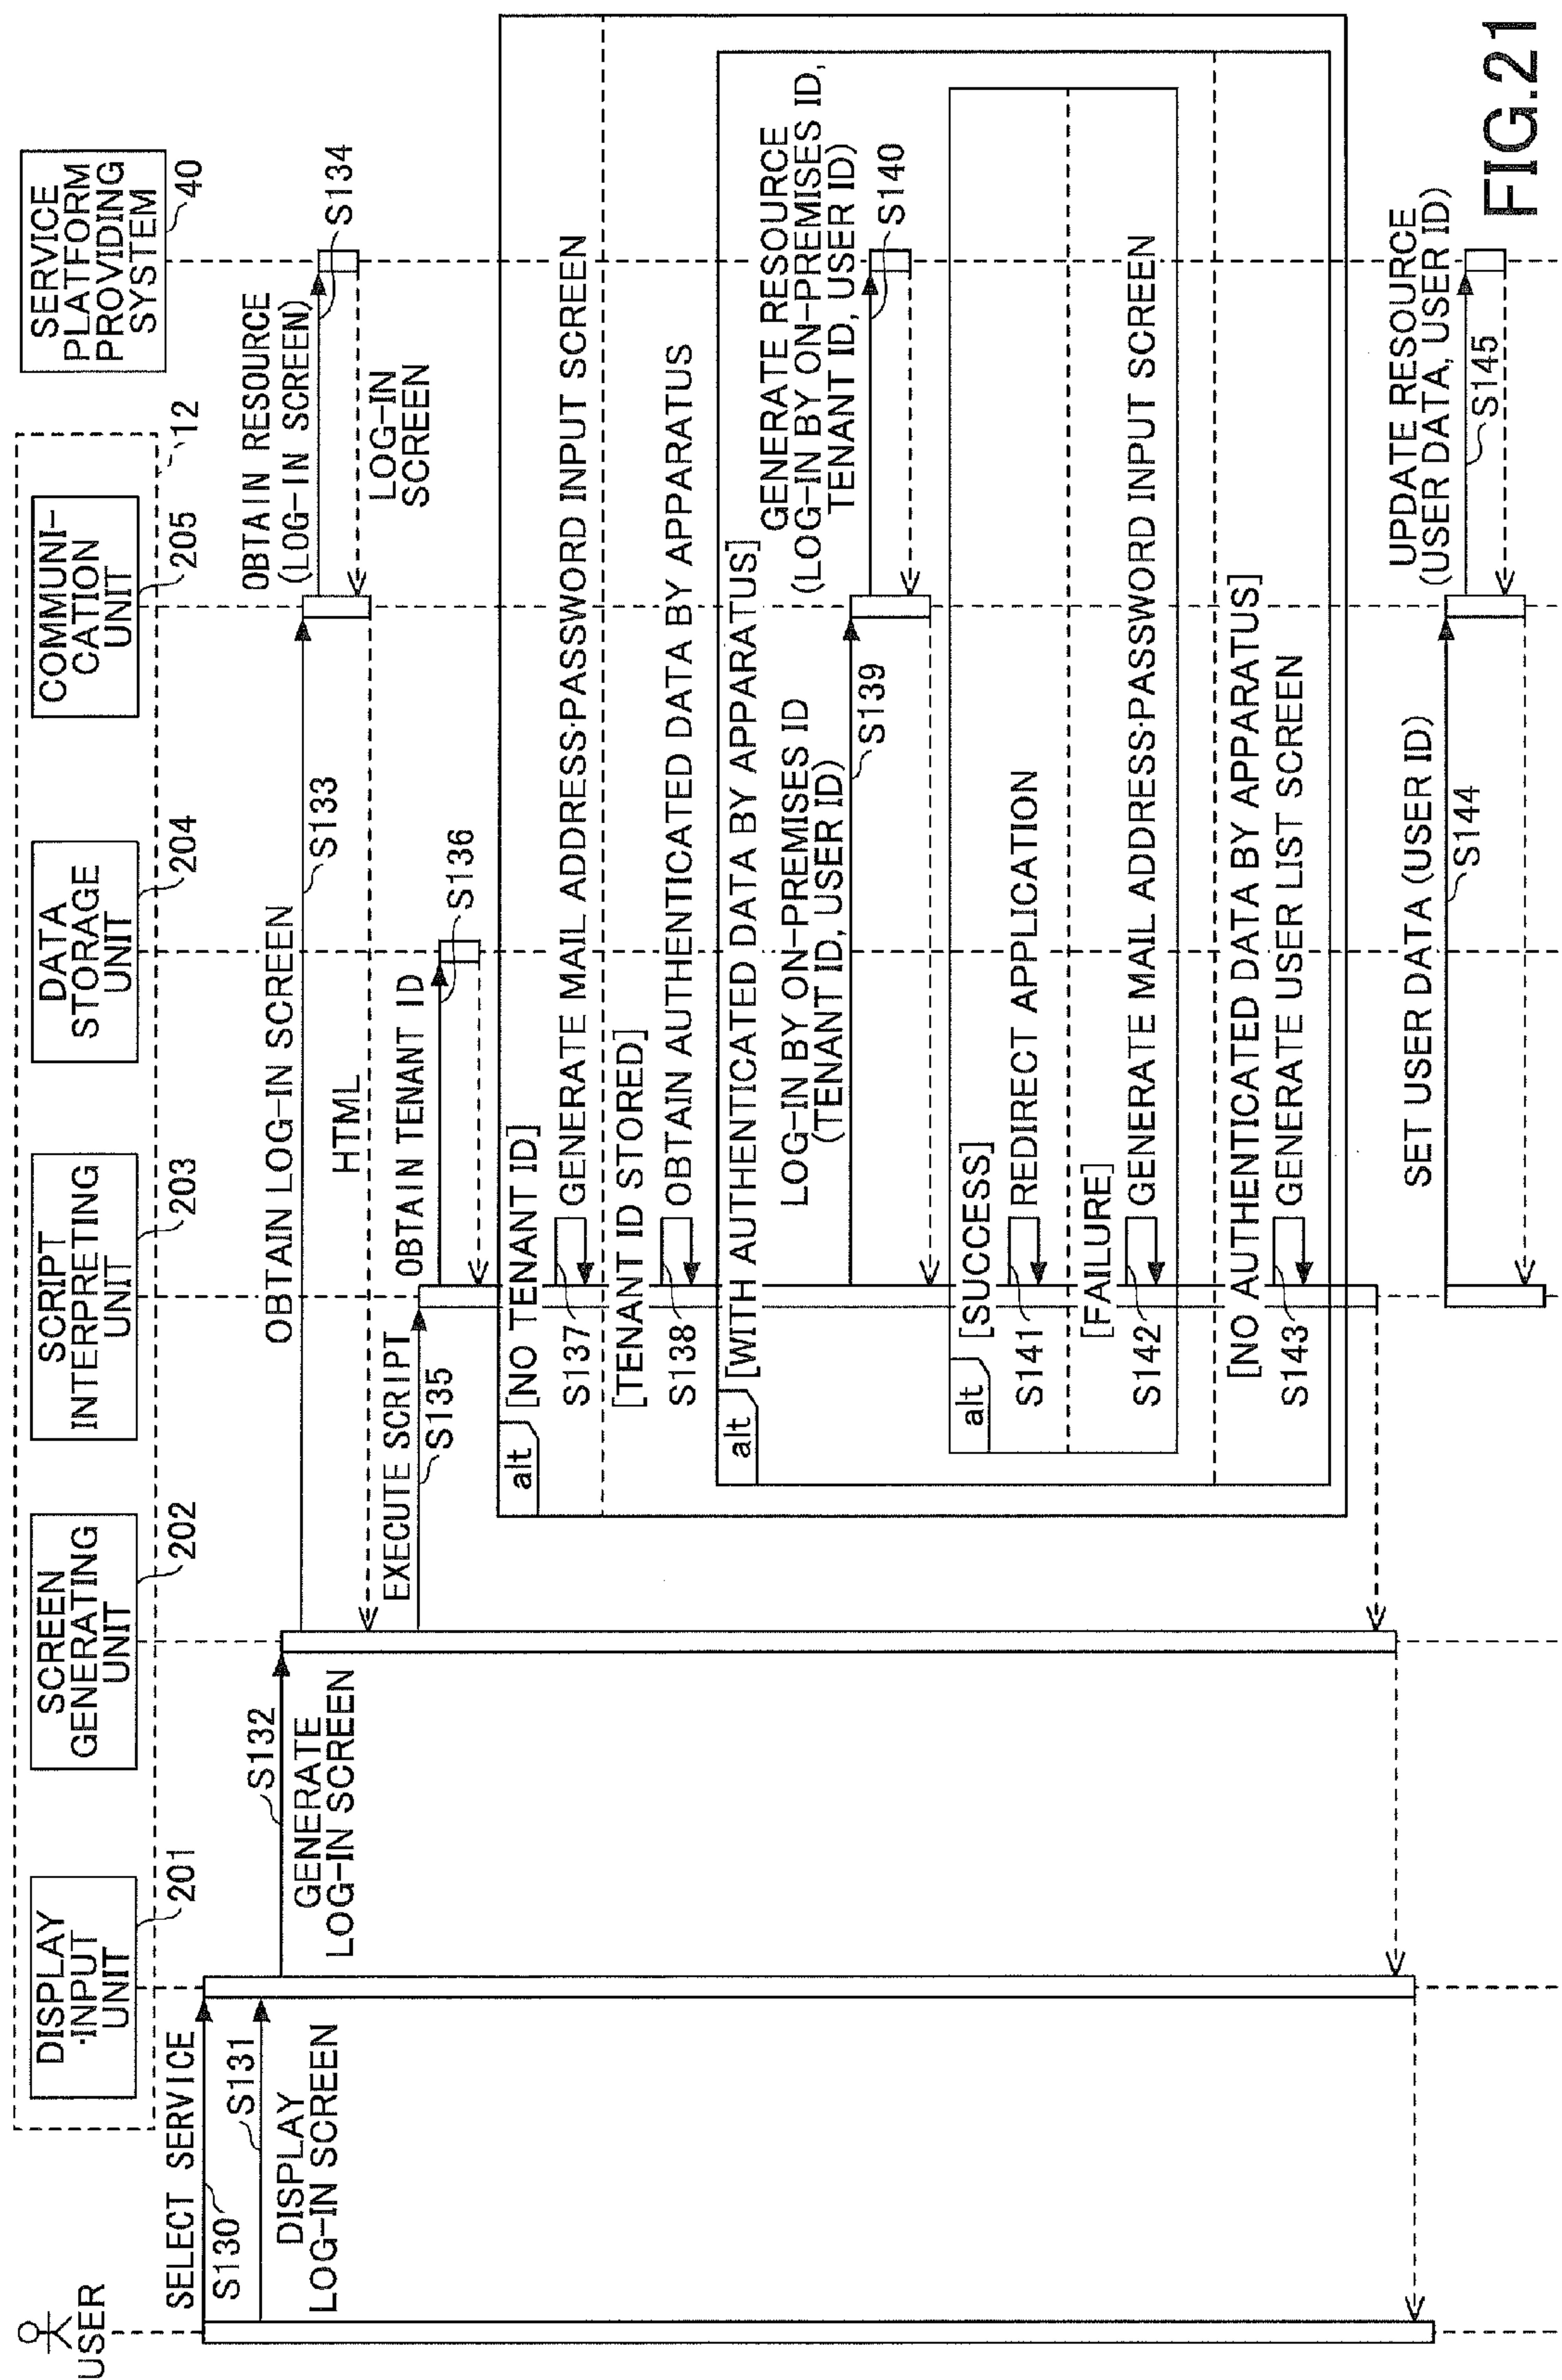 FIG.21
USER
DISPLAY
·INPUT
UNIT
201
SCREEN
GENERATING
UNIT
202
SCRIPT
INTERPRETING
UNIT
203
DATA
STORAGE
UNIT
204
COMMUNI-
CATION
UNIT
205
12
SERVICE
PLATFORM
PROVIDING
SYSTEM
40
SELECT SERVICE
S130
S131
DISPLAY
LOG-IN SCREEN
S132
GENERATE
LOG-IN SCREEN
OBTAIN LOG-IN SCREEN
S133
OBTAIN RESOURCE
(LOG-IN SCREEN)
S134
LOG-IN
SCREEN
HTML
EXECUTE SCRIPT
S135
OBTAIN TENANT ID
S136
alt
[NO TENANT ID]
S137
GENERATE MAIL ADDRESS·PASSWORD INPUT SCREEN
[TENANT ID STORED]
S138
OBTAIN AUTHENTICATED DATA BY APPARATUS
alt
[WITH AUTHENTICATED DATA BY APPARATUS]
LOG-IN BY ON-PREMISES ID
(TENANT ID, USER ID)
S139
GENERATE RESOURCE
(LOG-IN BY ON-PREMISES ID,
TENANT ID, USER ID)
S140
alt
[SUCCESS]
S141
REDIRECT APPLICATION
[FAILURE]
S142
GENERATE MAIL ADDRESS·PASSWORD INPUT SCREEN
[NO AUTHENTICATED DATA BY APPARATUS]
S143
GENERATE USER LIST SCREEN
SET USER DATA (USER ID)
S144
UPDATE RESOURCE
(USER DATA, USER ID)
S145